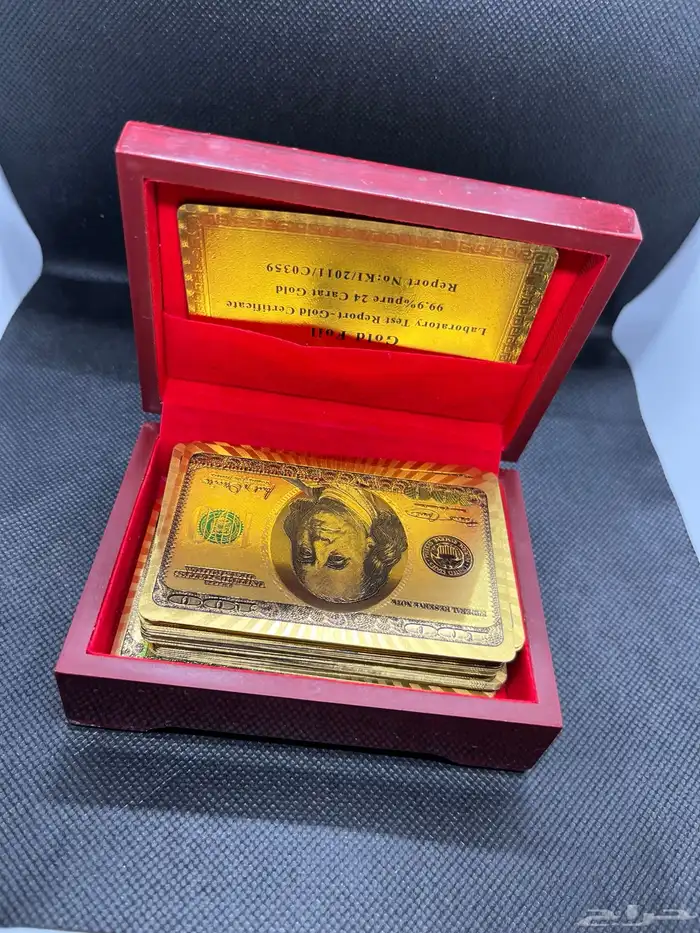 Gold Foil
Laboratory Test Report-Gold Certificate
99.9%pure 24 Carat Gold
Report No:KI/2011/C0359
FEDERAL RESERVE NOTE
100
حراج